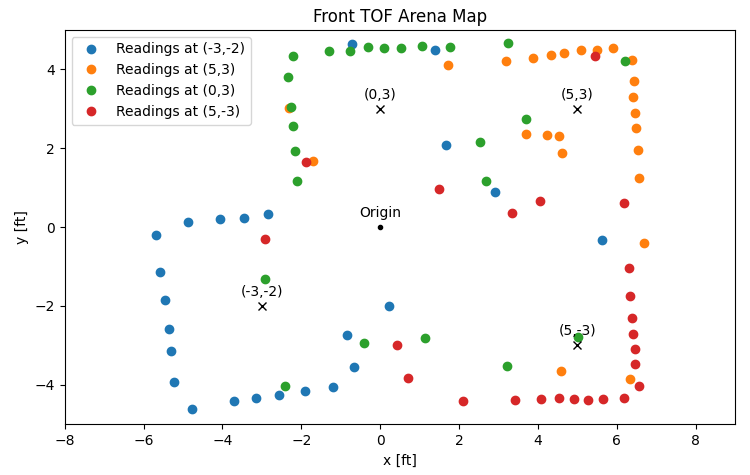 Front TOF Arena Map
Readings at (-3,-2)
Readings at (5,3)
Readings at (0,3)
Readings at (5,-3)
(0,3)
(5,3)
Origin
(-3,-2)
(5,-3)
4
2
0
−2
−4
y [ft]
−8
−6
−4
−2
0
2
4
6
8
x [ft]